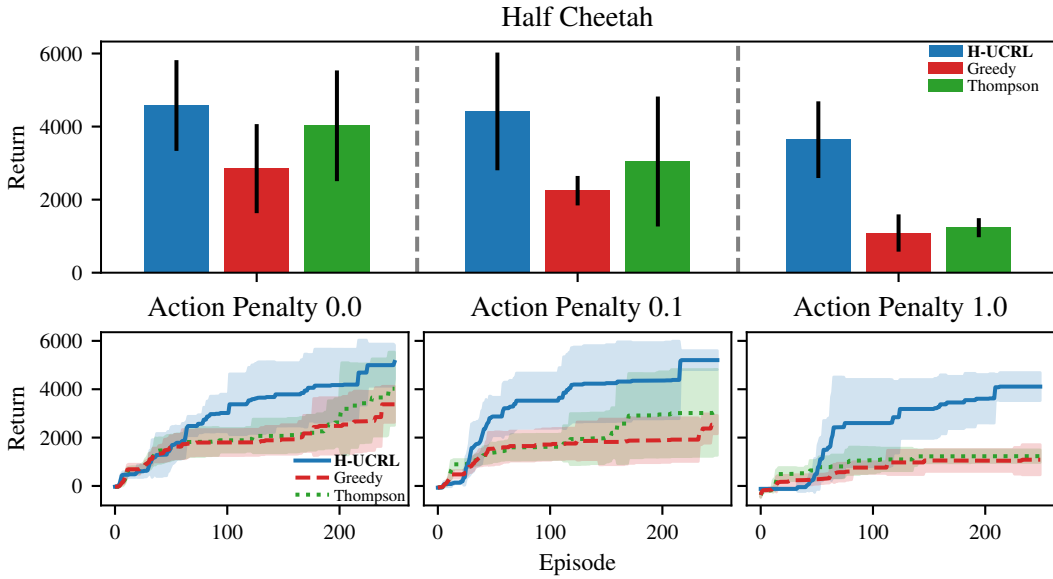 Half Cheetah
6000
4000
2000
0
Return
H-UCRL
Greedy
Thompson
Action Penalty 0.0
Action Penalty 0.1
Action Penalty 1.0
6000
4000
2000
0
Return
H-UCRL
Greedy
Thompson
0 100 200
0 100 200
0 100 200
Episode